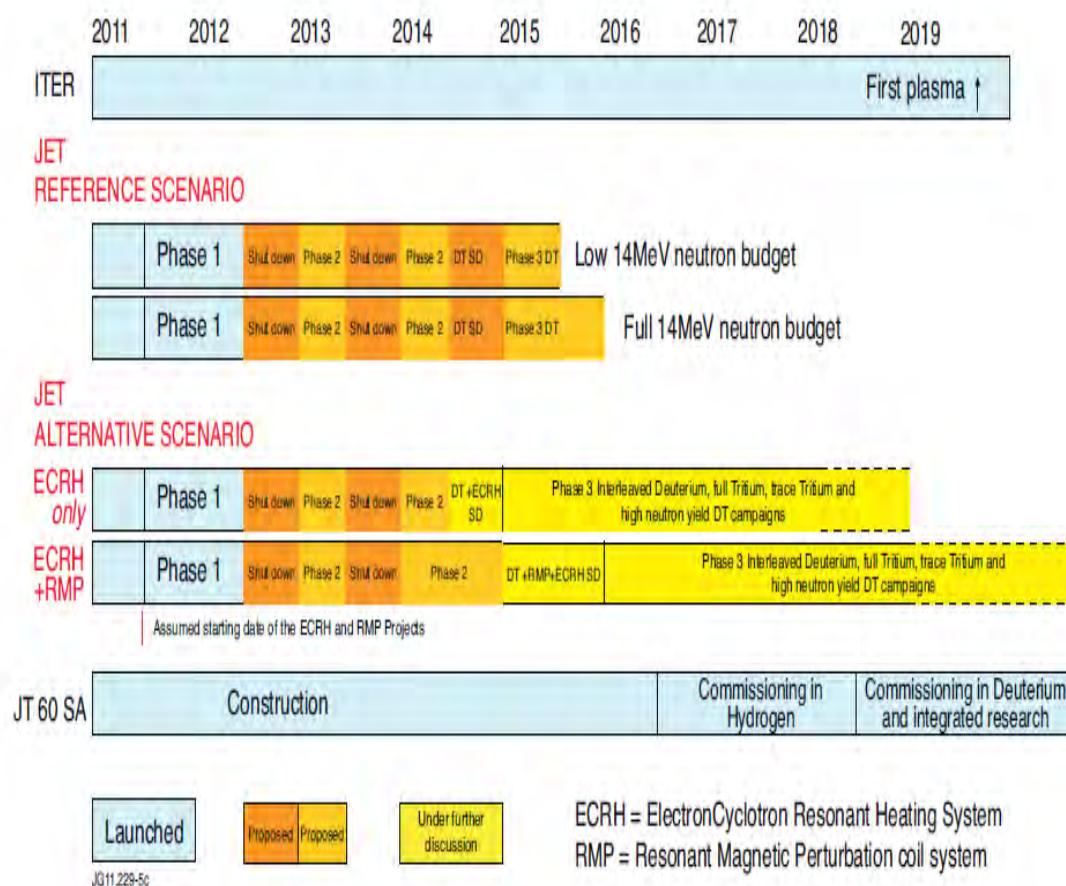 2011 2012 2013 2014 2015 2016 2017 2018 2019
ITER First plasma ↑
JET
REFERENCE SCENARIO
Phase 1 Shut down Phase 2 Shut down Phase 2 DT SD Phase 3 DT Low 14MeV neutron budget
Phase 1 Shut down Phase 2 Shut down Phase 2 DT SD Phase 3 DT Full 14MeV neutron budget
JET
ALTERNATIVE SCENARIO
ECRH
only
Phase 1 Shut down Phase 2 Shut down Phase 2
DT +ECRH
SD
Phase 3 Interleaved Deuterium, full Tritium, trace Tritium and
high neutron yield DT campaigns
ECRH
+RMP
Phase 1 Shut down Phase 2 Shut down Phase 2 DT +RMP+ECRH SD
Phase 3 Interleaved Deuterium, full Tritium, trace Tritium and
high neutron yield DT campaigns
Assumed starting date of the ECRH and RMP Projects
JT 60 SA Construction
Commissioning in
Hydrogen
Commissioning in Deuterium
and integrated research
Launched Proposed Proposed
Under further
discussion
ECRH = ElectronCyclotron Resonant Heating System
RMP = Resonant Magnetic Perturbation coil system
JG11.229-5c